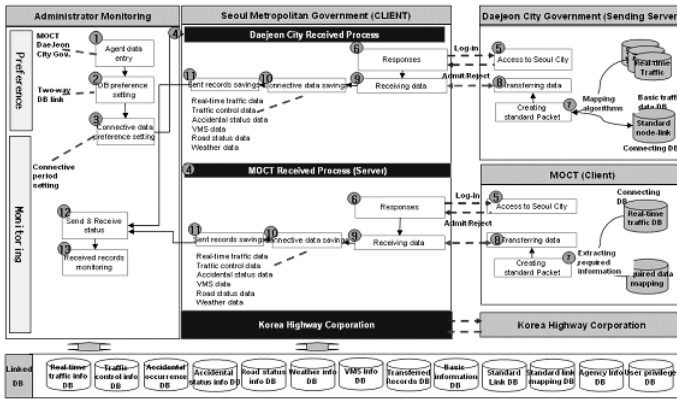 Administrator Monitoring
Seoul Metropolitan Government (CLIENT)
Daejeon City Government (Sending Server)
Preference
MOCT
DaeJeon
City Gov.
1
Agent data
entry
Two-way
DB link
2
DB preference
setting
3
Connective data
preference setting
Connective
period
setting
Monitoring
12
Send & Receive
status
13
Received records
monitoring
4
Daejeon City Received Process
6
Responses
11
Sent records savings
10
Connective data savings
9
Receiving data
Real-time traffic data
Traffic control data
Accidental status data
VMS data
Road status data
Weather data
Log-in
Admit/Reject
5
Access to Seoul City
8
Transferring data
Creating
standard Packet
7
Mapping
algorithms
Real-time
Traffic
Basic traffi
data DB
Standard
node-link
Connecting DB
4
MOCT Received Process (Server)
6
Responses
11
Sent records savings
10
Connective data savings
9
Receiving data
Real-time traffic data
Traffic control data
Accidental status data
VMS data
Road status data
Weather data
Log-in
Admit/Reject
MOCT (Client)
5
Access to Seoul City
8
Transferring data
Creating
standard Packet
7
Extracting
required
information
Connecting
DB
Real-time
traffic DB
quired data
mapping
Korea Highway Corporation
Korea Highway Corporation
Linked
DB
Real-time
traffic info
DB
Traffic
control info
DB
Accidental
occurrence
DB
Accidental
status info DB
Road status
info DB
Weather info
DB
VMS info
DB
Transferred
Records DB
Basic
information
DB
Standard
Link DB
Standard link
mapping DB
Agency Info
DB
User privilege
DB